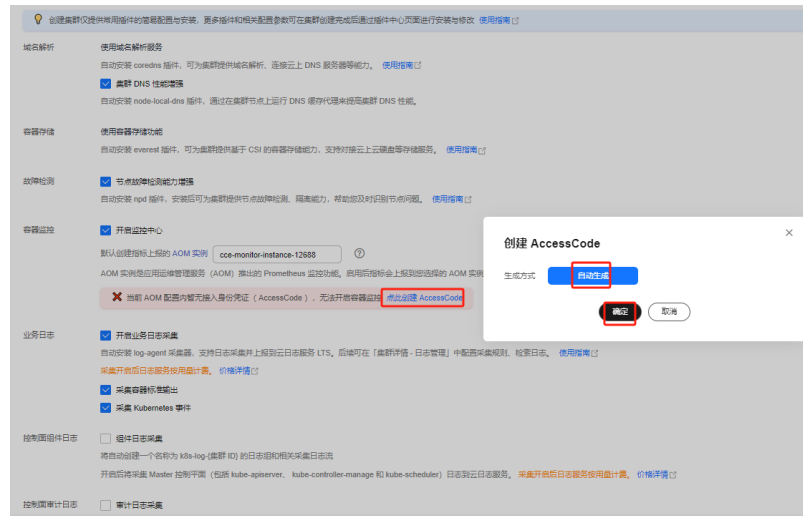 创建集群仅提供常用插件的简易配置与安装，更多插件和相关配置参数可在集群创建完成后通过插件中心页面进行安装与修改 使用指南
域名解析
使用域名解析服务
自动安装 coredns 插件，可为集群提供域名解析、连接云上 DNS 服务器等能力。 使用指南
集群 DNS 性能增强
自动安装 node-local-dns 插件，通过在集群节点上运行 DNS 缓存代理来提高集群 DNS 性能。
容器存储
使用容器存储功能
自动安装 everest 插件，可为集群提供基于 CSI 的容器存储能力，支持对接云上云硬盘等存储服务。 使用指南
故障检测
节点故障检测能力增强
自动安装 npd 插件，安装后可为集群提供节点故障检测、隔离能力，帮助您及时识别节点问题。 使用指南
容器监控
开启监控中心
默认创建指标上报的 AOM 实例 cce-monitor-instance-12688
AOM 实例是应用运维管理服务（AOM）推出的 Prometheus 监控功能。启用后指标会上报到您选择的 AOM 实例
当前 AOM 配置内暂无接入身份凭证（AccessCode），无法开启容器监控 点此创建 AccessCode
创建 AccessCode
生成方式 自动生成
确定 取消
业务日志
开启业务日志采集
自动安装 log-agent 采集器，支持日志采集并上报到云日志服务 LTS。后续可在「集群详情 - 日志管理」中配置采集规则、检索日志。 使用指南
采集开启后日志服务按用量计费。 价格详情
采集容器标准输出
采集 Kubernetes 事件
控制面组件日志
组件日志采集
将自动创建一个名称为 k8s-log-{集群 ID} 的日志组和相关采集日志流
开启后将采集 Master 控制平面（包括 kube-apiserver、 kube-controller-manage 和 kube-scheduler）日志到云日志服务。 采集开启后日志服务按用量计费。 价格详情
控制面审计日志
审计日志采集